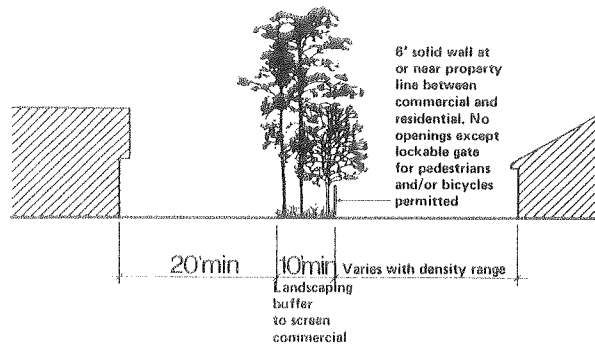 6' solid wall at
or near property
line between
commercial and
residential. No
openings except
lockable gate
for pedestrians
and/or bicycles
permitted
20'min
10'min
Varies with density range
Landscaping
buffer
to screen
commercial